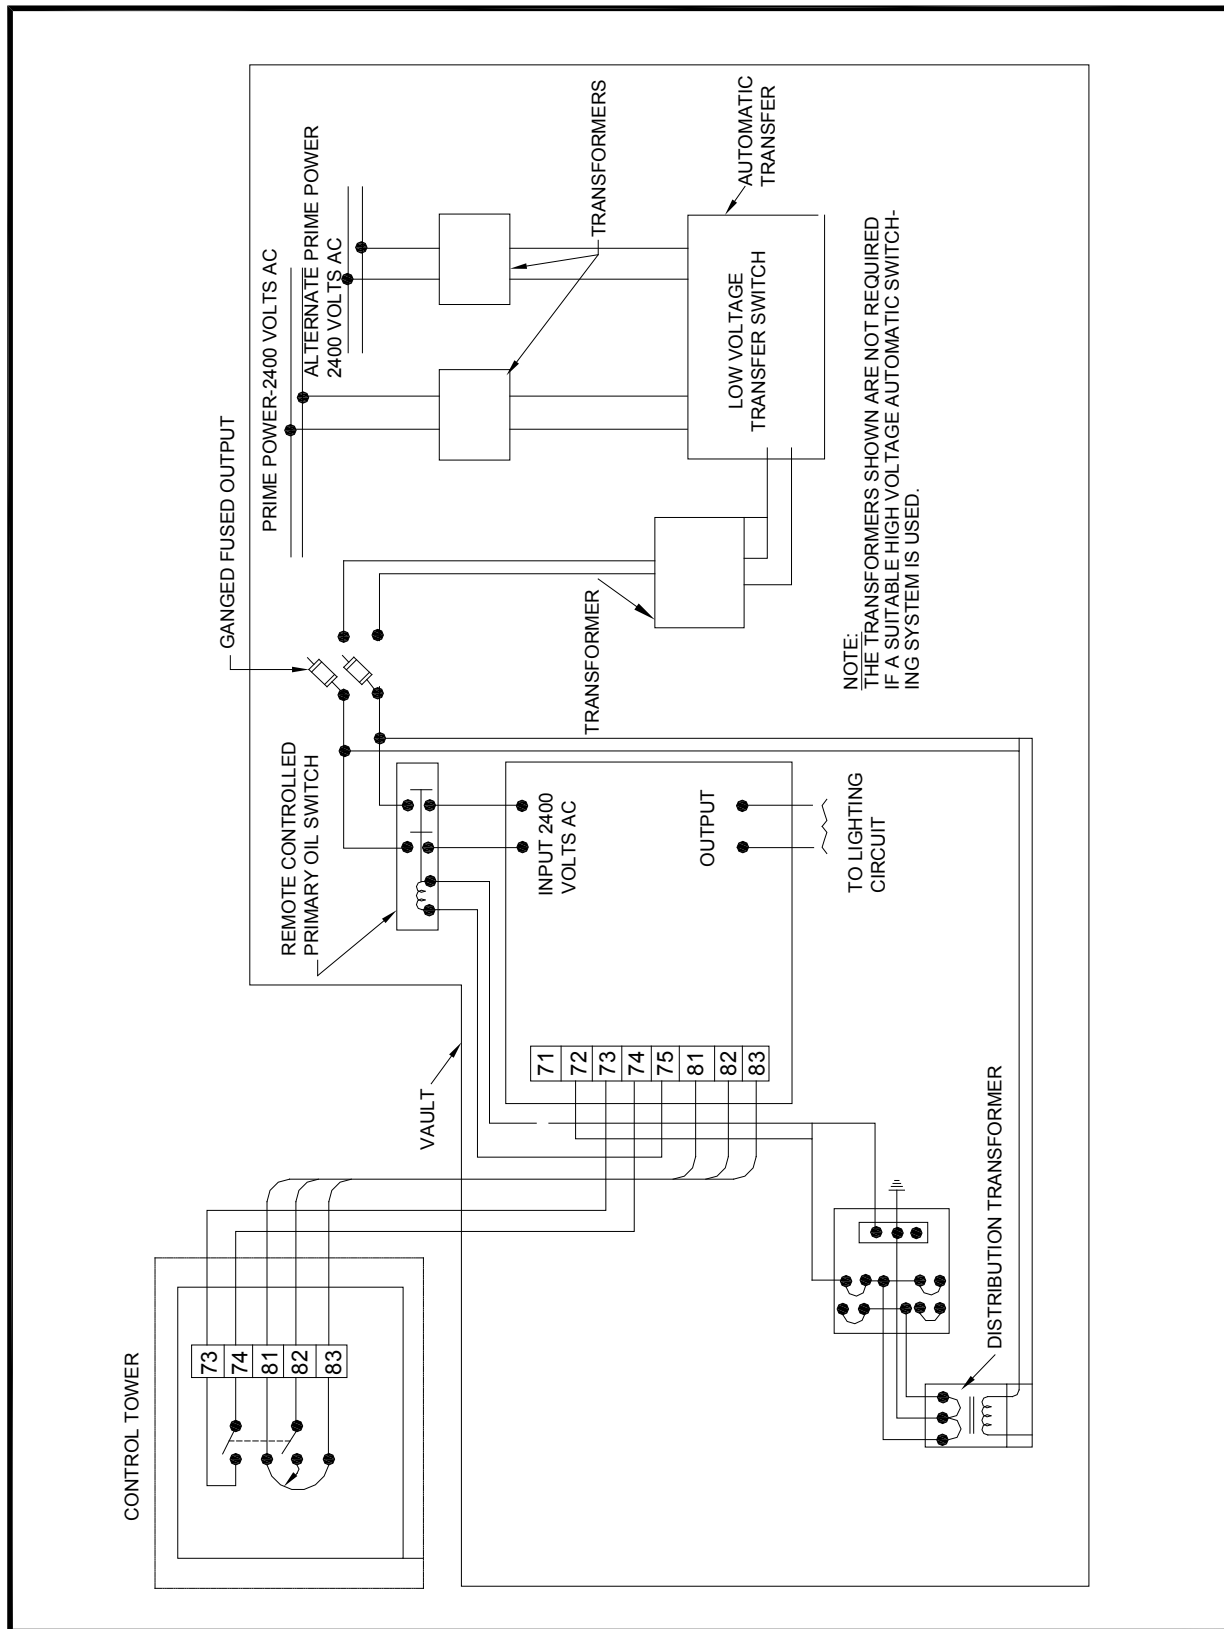 CONTROL TOWER
73
74
81
82
83
VAULT
REMOTE CONTROLLED
PRIMARY OIL SWITCH
GANGED FUSED OUTPUT
PRIME POWER-2400 VOLTS AC
ALTERNATE PRIME POWER
2400 VOLTS AC
TRANSFORMERS
AUTOMATIC
TRANSFER
LOW VOLTAGE
TRANSFER SWITCH
TRANSFORMER
INPUT 2400
VOLTS AC
OUTPUT
TO LIGHTING
CIRCUIT
71
72
73
74
75
81
82
83
DISTRIBUTION TRANSFORMER
NOTE:
THE TRANSFORMERS SHOWN ARE NOT REQUIRED
IF A SUITABLE HIGH VOLTAGE AUTOMATIC SWITCH-
ING SYSTEM IS USED.